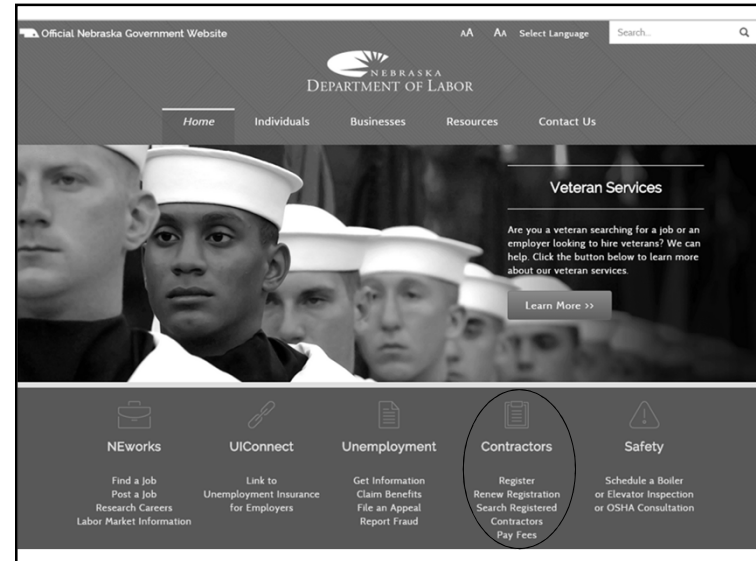 Official Nebraska Government Website
AA AA Select Language Search...
NEBRASKA
DEPARTMENT OF LABOR
Home Individuals Businesses Resources Contact Us
Veteran Services
Are you a veteran searching for a job or an
employer looking to hire veterans? We can
help. Click the button below to learn more
about our veteran services.
Learn More >>
NEworks
Find a Job
Post a Job
Research Careers
Labor Market Information
UIConnect
Link to
Unemployment Insurance
for Employers
Unemployment
Get Information
Claim Benefits
File an Appeal
Report Fraud
Contractors
Register
Renew Registration
Search Registered
Contractors
Pay Fees
Safety
Schedule a Boiler
or Elevator Inspection
or OSHA Consultation